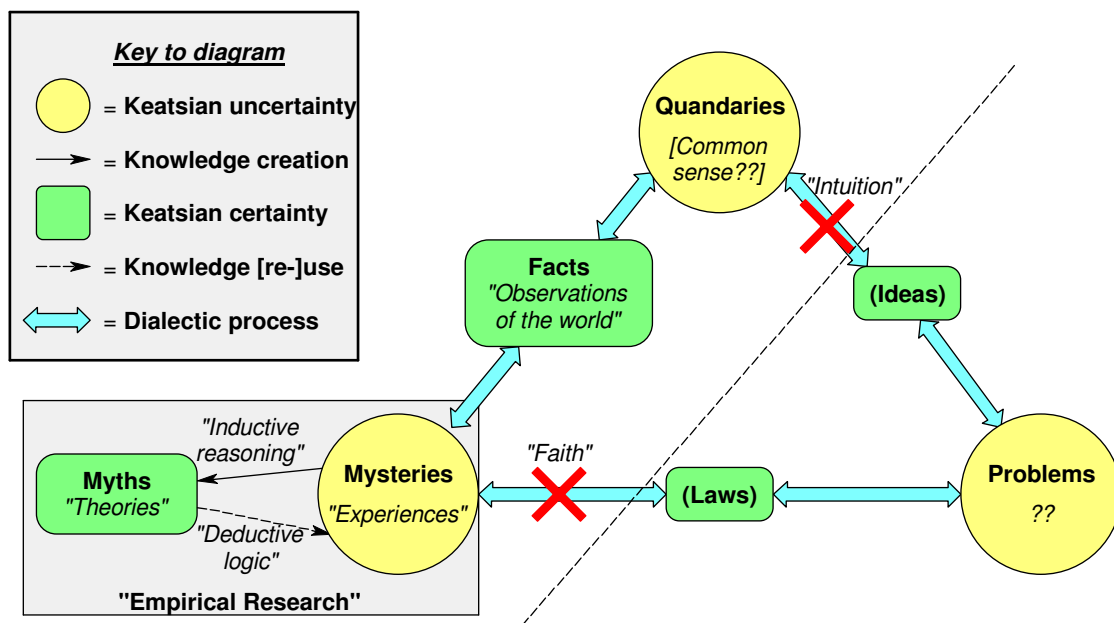 Key to diagram
= Keatsian uncertainty
= Knowledge creation
= Keatsian certainty
= Knowledge [re-]use
= Dialectic process
Quandaries
[Common
sense??]
"Intuition"
Facts
"Observations
of the world"
(Ideas)
"Inductive
reasoning"
Myths
"Theories"
Mysteries
"Experiences"
"Deductive
logic"
"Empirical Research"
"Faith"
(Laws)
Problems
??